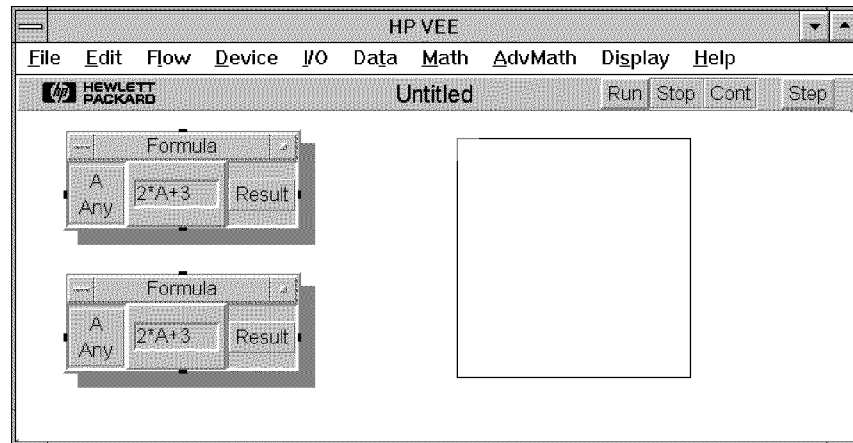 HP VEE
File Edit Flow Device I/O Data Math AdvMath Display Help
hp HEWLETT PACKARD Untitled Run Stop Cont Step
Formula
A Any 2*A+3 Result
Formula
A Any 2*A+3 Result